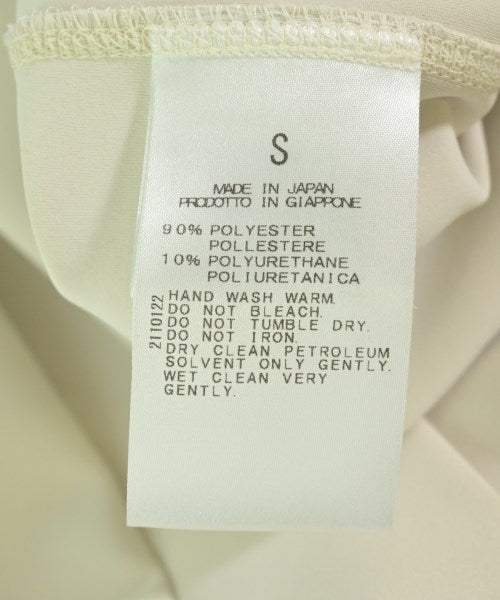 S
MADE IN JAPAN
PRODOTTO IN GIAPPONE
90% POLYESTER
POLLESTERE
10% POLYURETHANE
POLIURETANICA
HAND WASH WARM.
DO NOT BLEACH.
DO NOT TUMBLE DRY.
DO NOT IRON.
DRY CLEAN PETROLEUM
SOLVENT ONLY GENTLY.
WET CLEAN VERY
GENTLY.
2110122